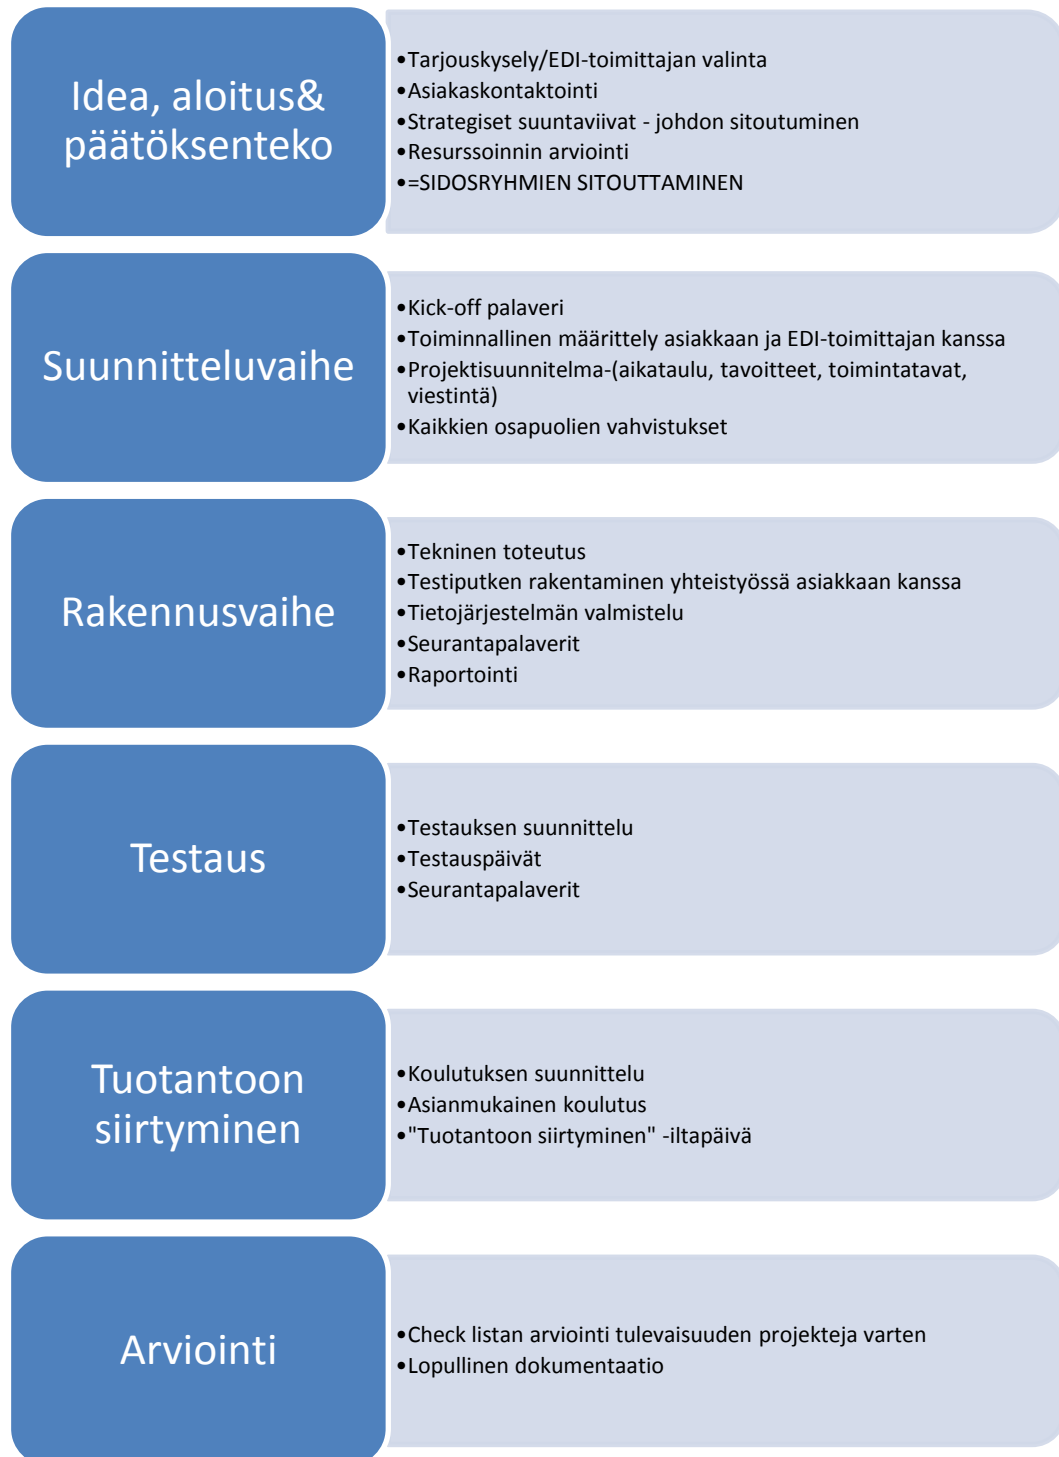 Idea, aloitus&
päätöksenteko
•Tarjouskysely/EDI-toimittajan valinta
•Asiakaskontaktointi
•Strategiset suuntaviivat - johdon sitoutuminen
•Resurssoinnin arviointi
•=SIDOSRYHMIEN SITOUTTAMINEN
Suunnitteluvaihe
•Kick-off palaveri
•Toiminnallinen määrittely asiakkaan ja EDI-toimittajan kanssa
•Projektisuunnitelma-(aikataulu, tavoitteet, toimintatavat,
viestintä)
•Kaikkien osapuolien vahvistukset
Rakennusvaihe
•Tekninen toteutus
•Testiputken rakentaminen yhteistyössä asiakkaan kanssa
•Tietojärjestelmän valmistelu
•Seurantapalaverit
•Raportointi
Testaus
•Testauksen suunnittelu
•Testauspäivät
•Seurantapalaverit
Tuotantoon
siirtyminen
•Koulutuksen suunnittelu
•Asianmukainen koulutus
•"Tuotantoon siirtyminen" -iltapäivä
Arviointi
•Check listan arviointi tulevaisuuden projekteja varten
•Lopullinen dokumentaatio